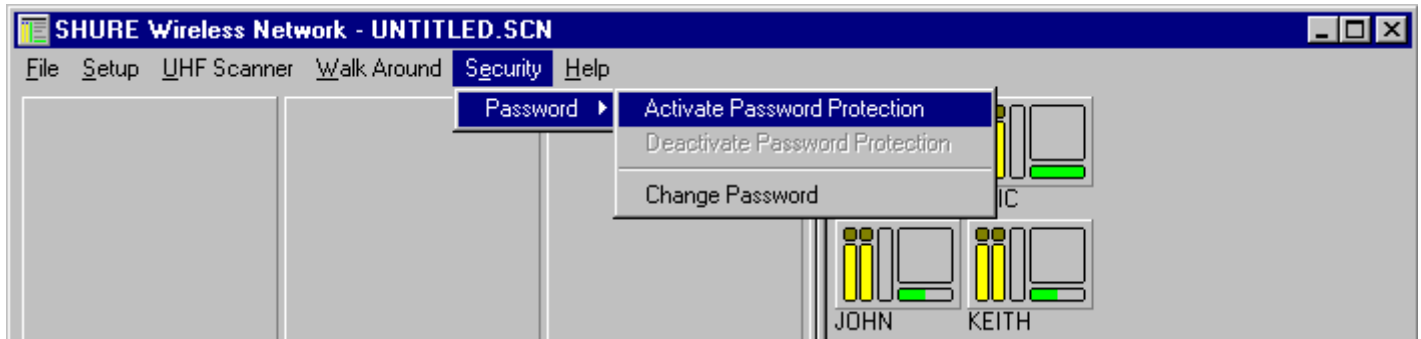 SHURE Wireless Network - UNTITLED.SCN
File Setup UHF Scanner Walk Around Security Help
Password Activate Password Protection
Deactivate Password Protection
Change Password
JOHN KEITH